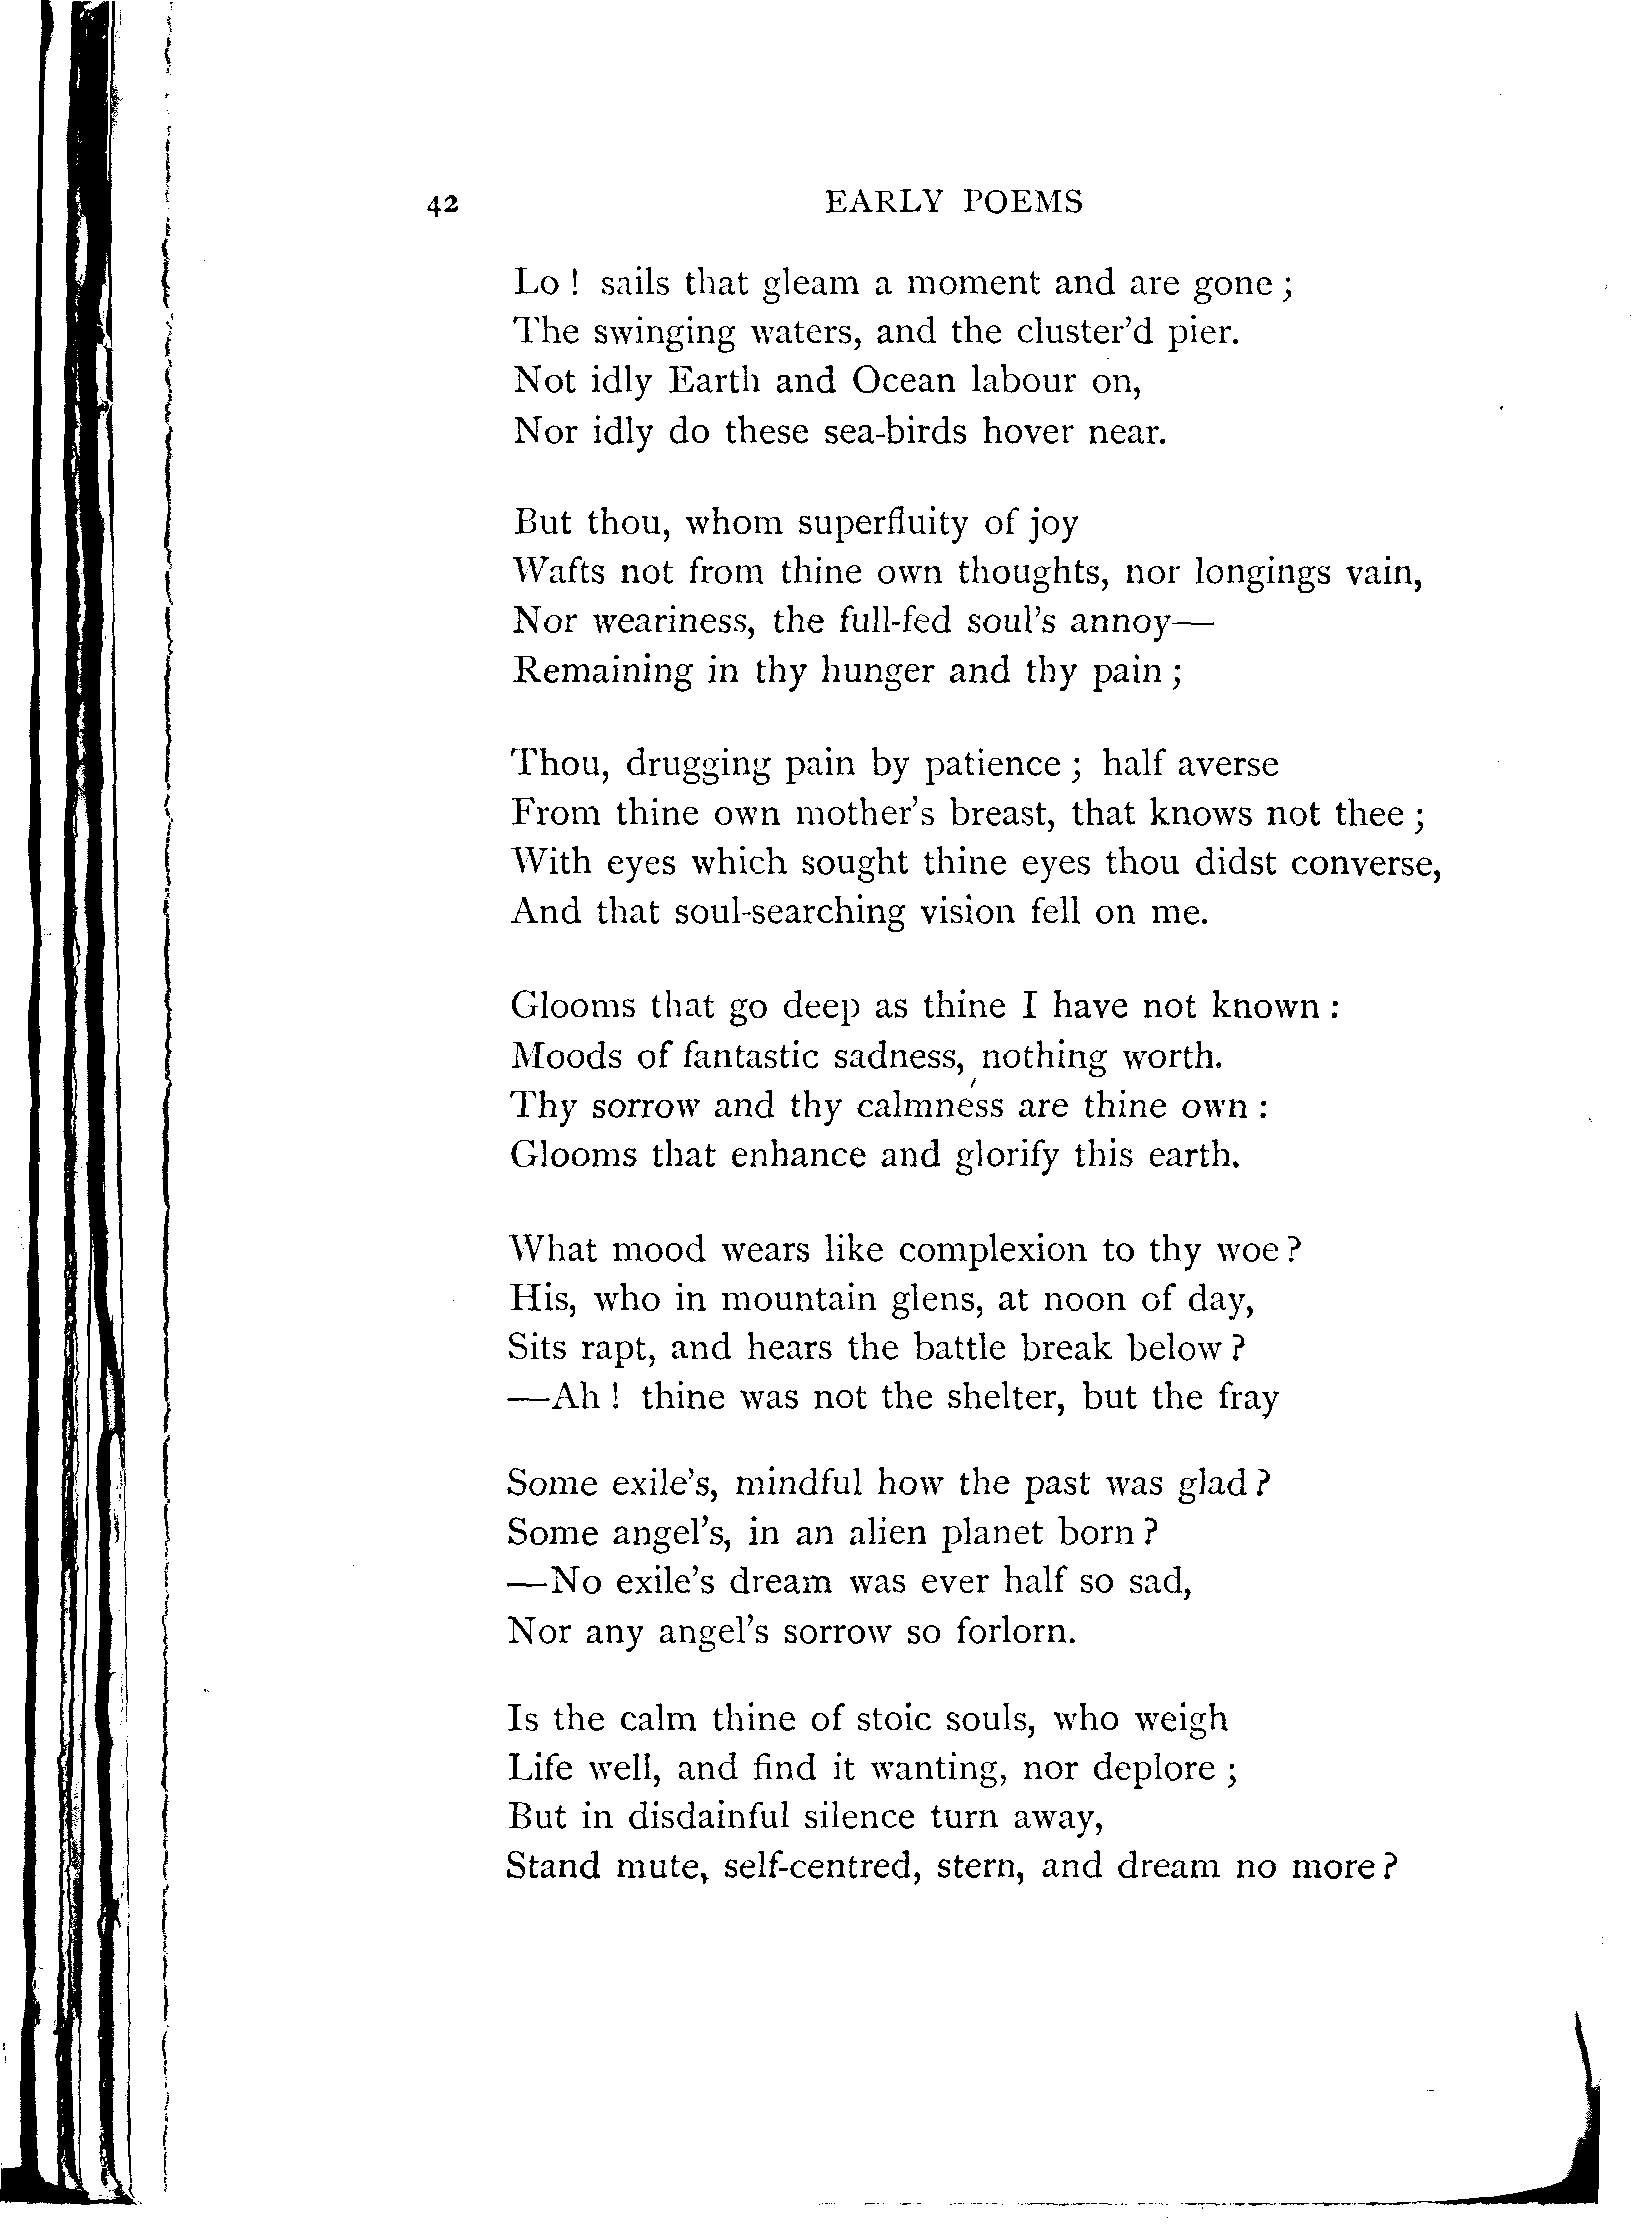 42 EARLY POEMS
Lo ! sails that gleam a moment and are gone ;
The swinging waters, and the cluster’d pier.
Not idly Earth and Ocean labour on,
Nor idly do these sea-birds hover near.
But thou, whom superfluity of joy
Wafts not from thine own thoughts, nor longings vain,
Nor weariness, the full-fed soul’s annoy—
Remaining in thy hunger and thy pain ;
Thou, drugging pain by patience ; half averse
From thine own mother’s breast, that knows not thee ;
With eyes which sought thine eyes thou didst converse,
And that soul-searching vision fell on me.
Glooms that go deep as thine I have not known :
Moods of fantastic sadness, nothing worth.
Thy sorrow and thy calmness are thine own :
Glooms that enhance and glorify this earth.
What mood wears like complexion to thy woe ?
His, who in mountain glens, at noon of day,
Sits rapt, and hears the battle break below ?
—Ah ! thine was not the shelter, but the fray
Some exile’s, mindful how the past was glad ?
Some angel’s, in an alien planet born ?
—No exile’s dream was ever half so sad,
Nor any angel’s sorrow so forlorn.
Is the calm thine of stoic souls, who weigh
Life well, and find it wanting, nor deplore ;
But in disdainful silence turn away,
Stand mute, self-centred, stern, and dream no more ?